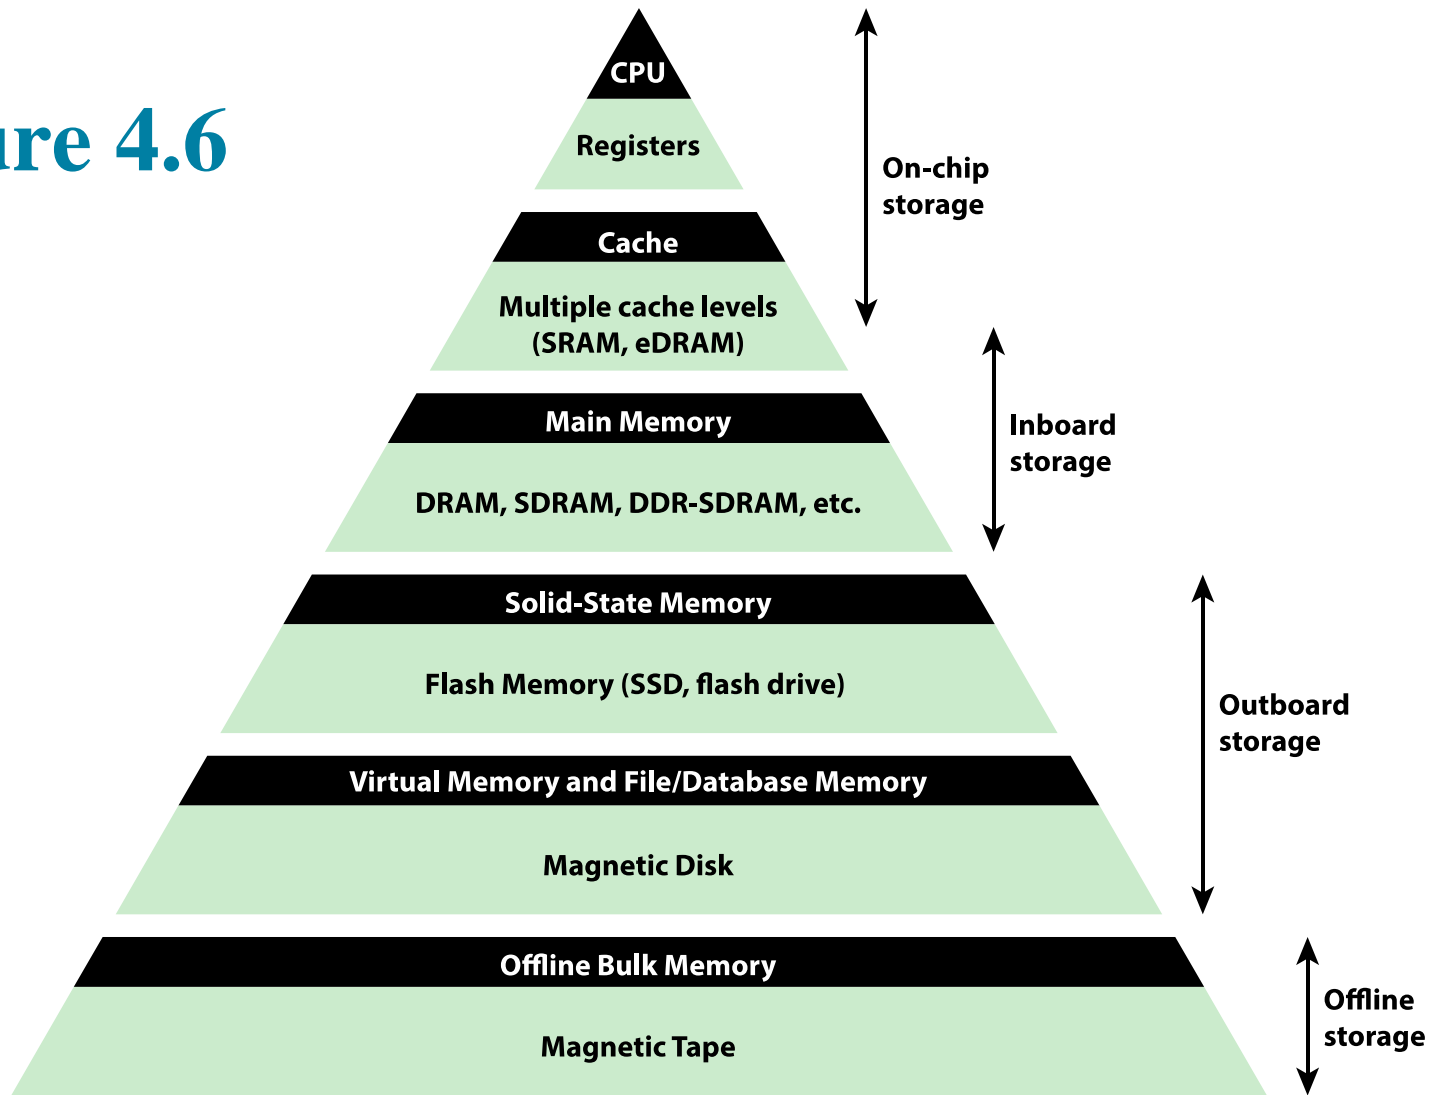 ure 4.6
CPU
Registers
On-chip
storage
Cache
Multiple cache levels
(SRAM, eDRAM)
Main Memory
DRAM, SDRAM, DDR-SDRAM, etc.
Inboard
storage
Solid-State Memory
Flash Memory (SSD, flash drive)
Outboard
storage
Virtual Memory and File/Database Memory
Magnetic Disk
Offline Bulk Memory
Magnetic Tape
Offline
storage